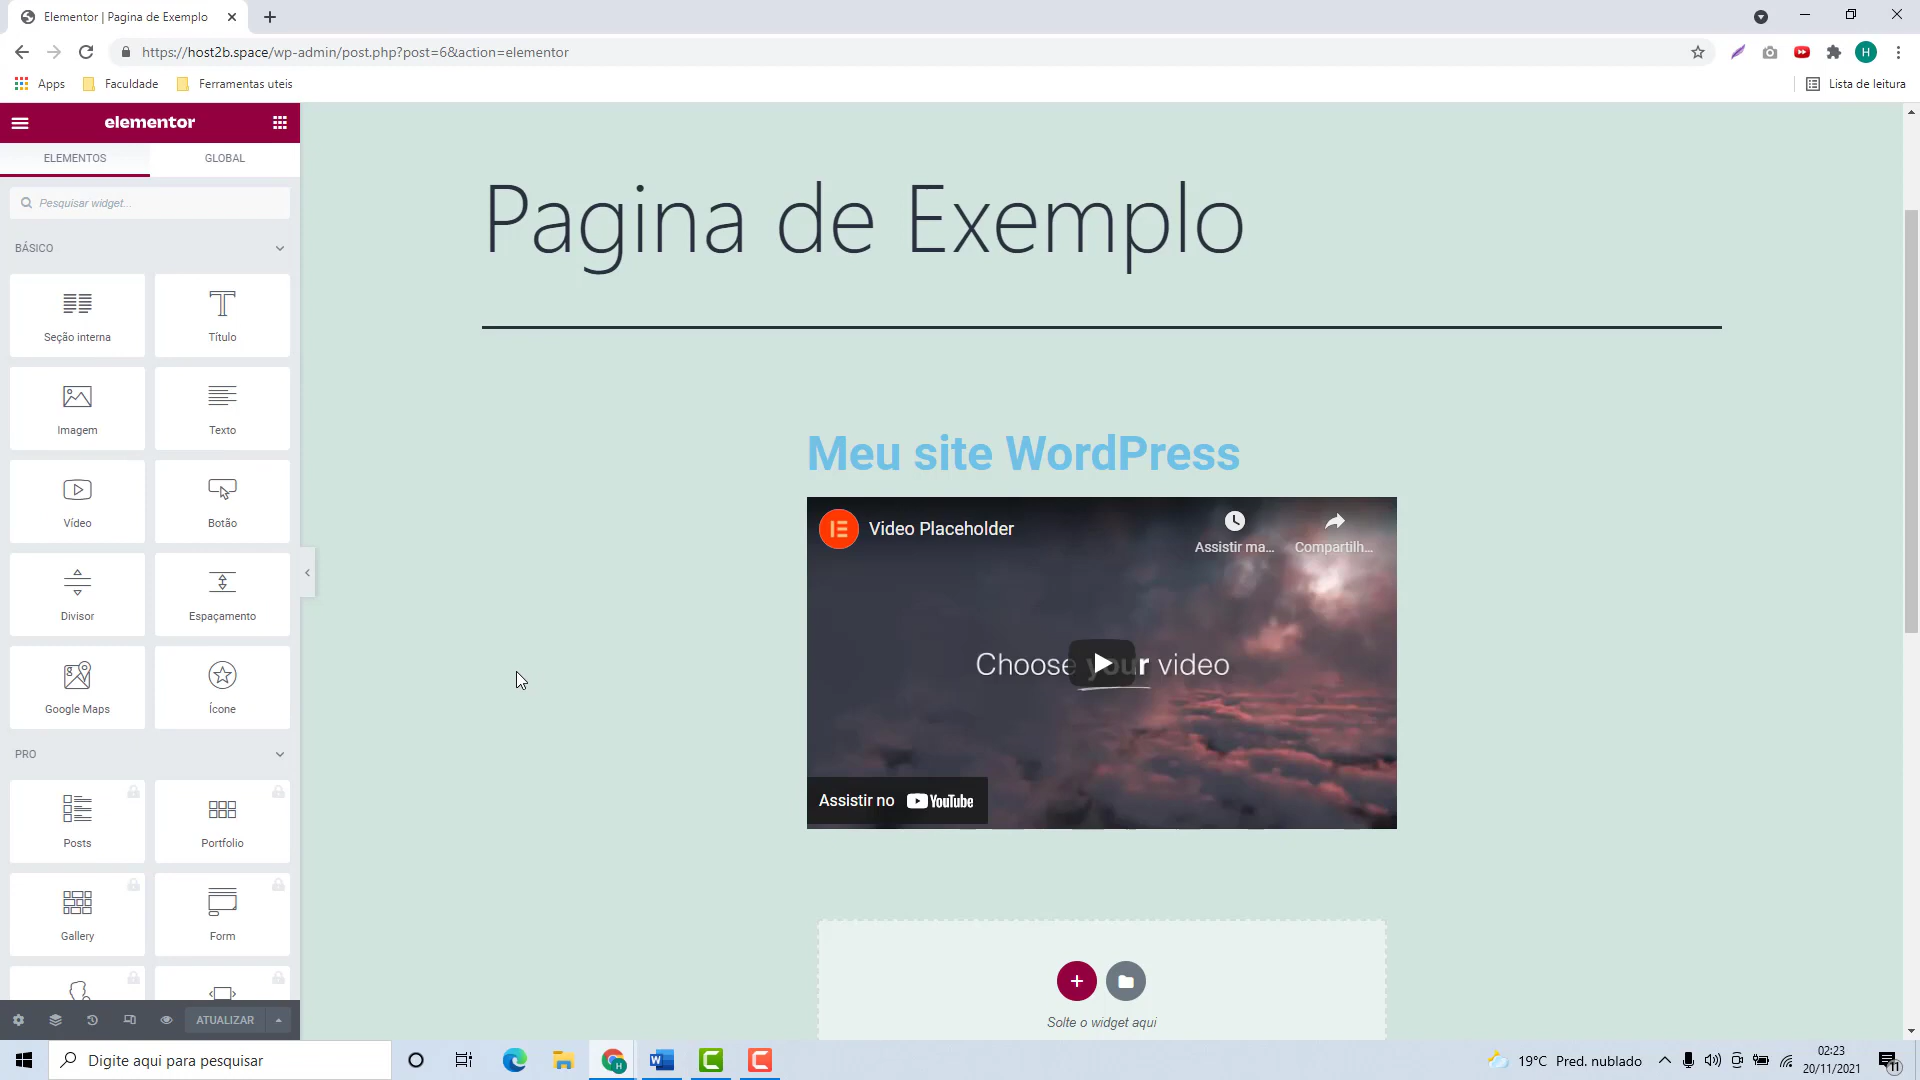 Elementor | Pagina de Exemplo
https://host2b.space/wp-admin/post.php?post=6&action=elementor
H
Apps
Faculdade
Ferramentas uteis
Lista de leitura
elementor
ELEMENTOS
GLOBAL
Pesquisar widget...
BÁSICO
Seção interna
Título
Imagem
Texto
Vídeo
Botão
Divisor
Espaçamento
Google Maps
Ícone
PRO
Posts
Portfolio
Gallery
Form
ATUALIZAR
Pagina de Exemplo
Meu site WordPress
Video Placeholder
Assistir ma...
Compartilh...
Choose your video
Assistir no YouTube
Solte o widget aqui
Digite aqui para pesquisar
19°C Pred. nublado
02:23
20/11/2021
11